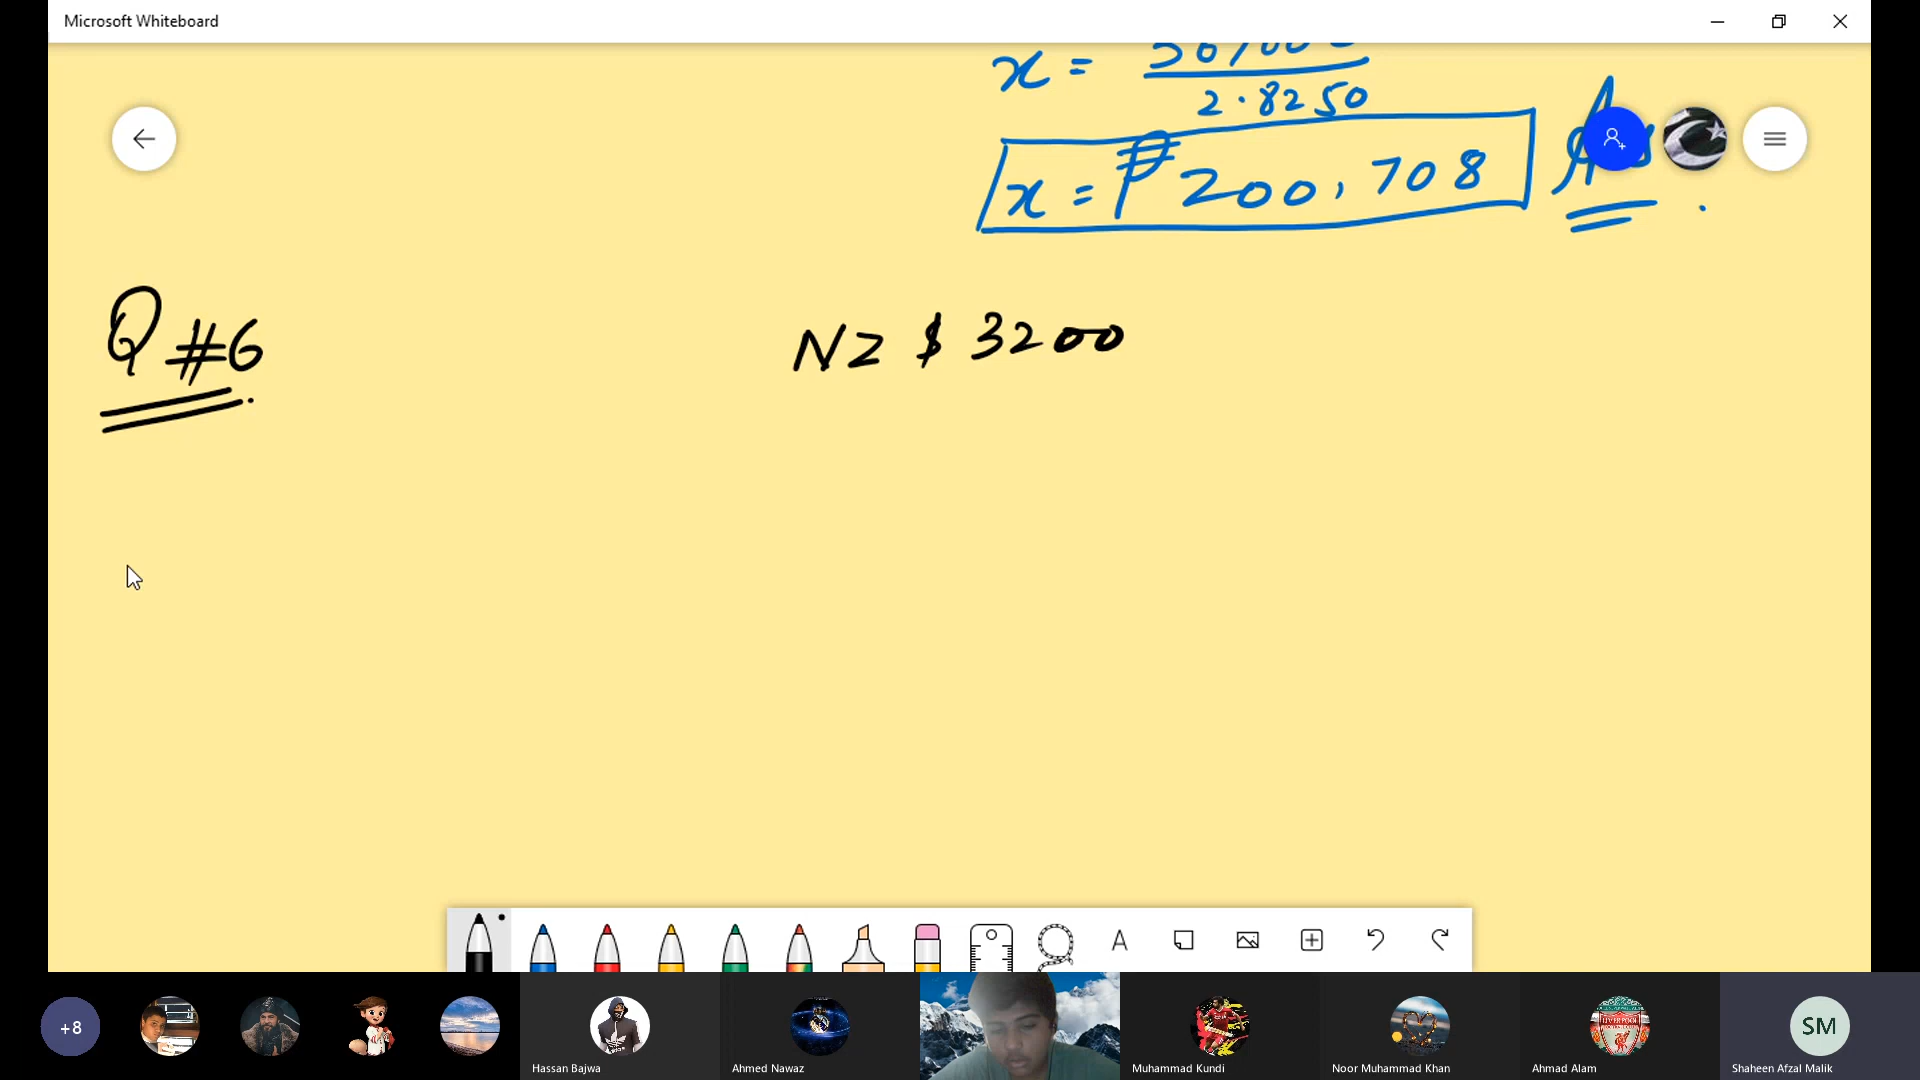 Microsoft Whiteboard
x =
2.8250
x = ₱ 200,708
Q #6
NZ $ 3200
A
+8
Hassan Bajwa
Ahmed Nawaz
Muhammad Kundi
Noor Muhammad Khan
LIVERPOOL
Ahmad Alam
SM
Shaheen Afzal Malik